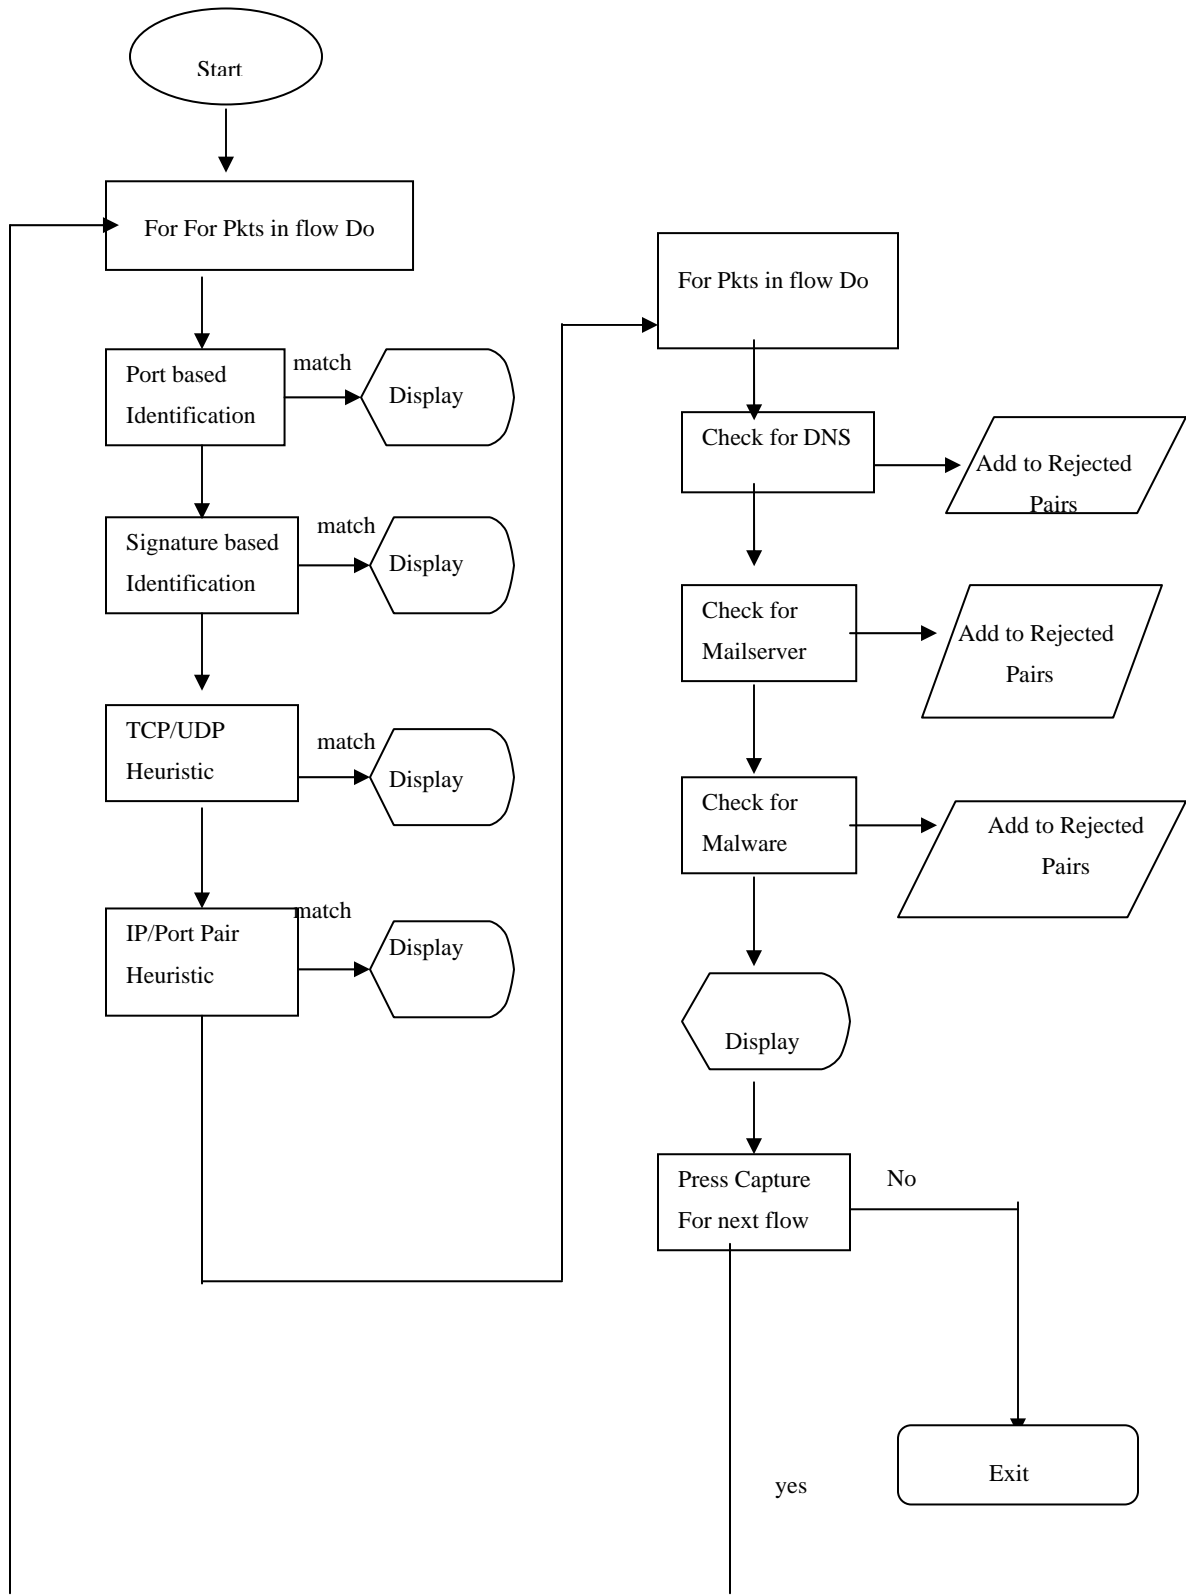 Start
For For Pkts in flow Do
Port based
Identification
match
Display
Signature based
Identification
match
Display
TCP/UDP
Heuristic
match
Display
IP/Port Pair
Heuristic
match
Display
For Pkts in flow Do
Check for DNS
Add to Rejected
Pairs
Check for
Mailserver
Add to Rejected
Pairs
Check for
Malware
Add to Rejected
Pairs
Display
Press Capture
For next flow
No
yes
Exit